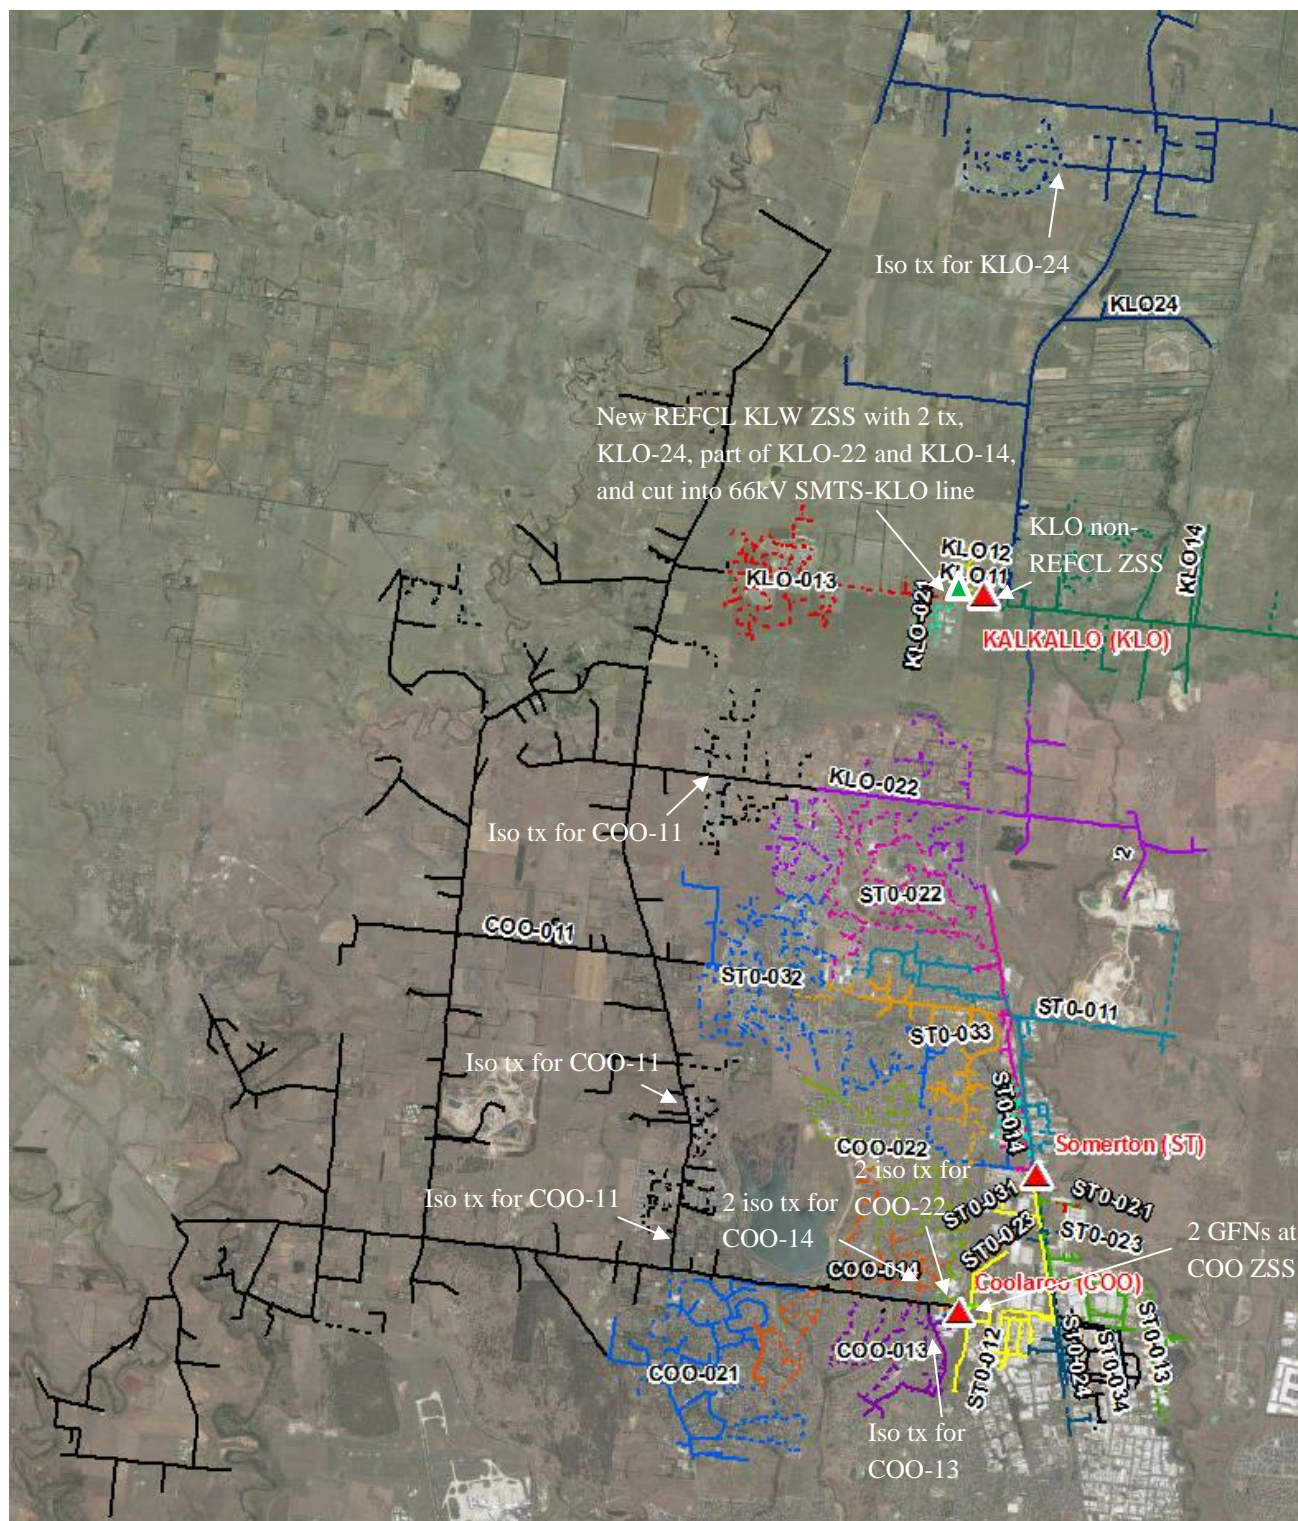 Iso tx for KLO-24
KLO24
New REFCL KLW ZSS with 2 tx,
KLO-24, part of KLO-22 and KLO-14,
and cut into 66kV SMTS-KLO line
KLO non-
REFCL ZSS
KLO12
KLO11
KLO14
KLO-013
KLO-021
KALKALLO (KLO)
KLO-022
Iso tx for COO-11
2
ST0-022
COO-011
ST0-032
ST0-011
ST0-033
Iso tx for COO-11
ST0-014
COO-022
Somerton (ST)
2 iso tx for
COO-22
Iso tx for COO-11
2 iso tx for
COO-14
ST0-031
ST0-021
ST0-023
ST0-023
2 GFNs at
COO ZSS
COO-014
Coolaroo (COO)
COO-013
COO-021
ST0-012
ST0-024
ST0-034
ST0-013
Iso tx for
COO-13